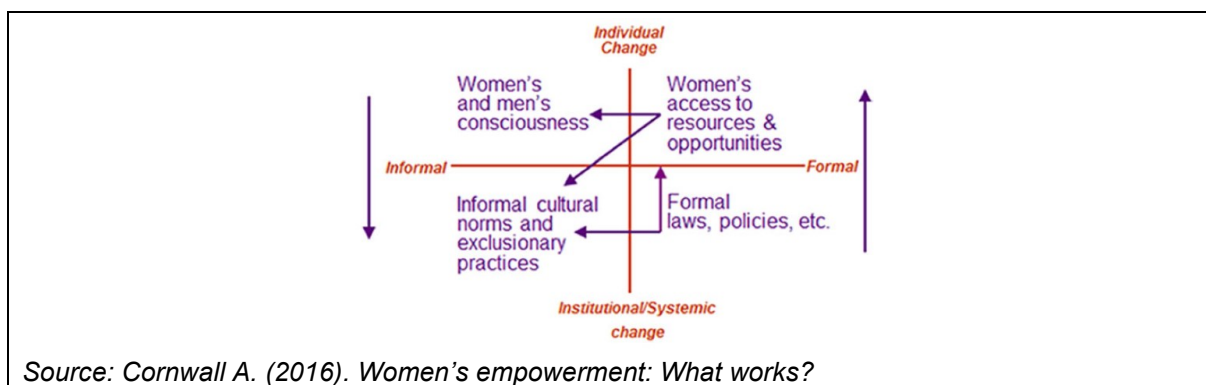 Individual
Change
Women's
and men's
consciousness
Women's
access to
resources &
opportunities
Informal
Formal
Informal cultural
norms and
exclusionary
practices
Formal
laws, policies, etc.
Institutional/Systemic
change
Source: Cornwall A. (2016). Women’s empowerment: What works?